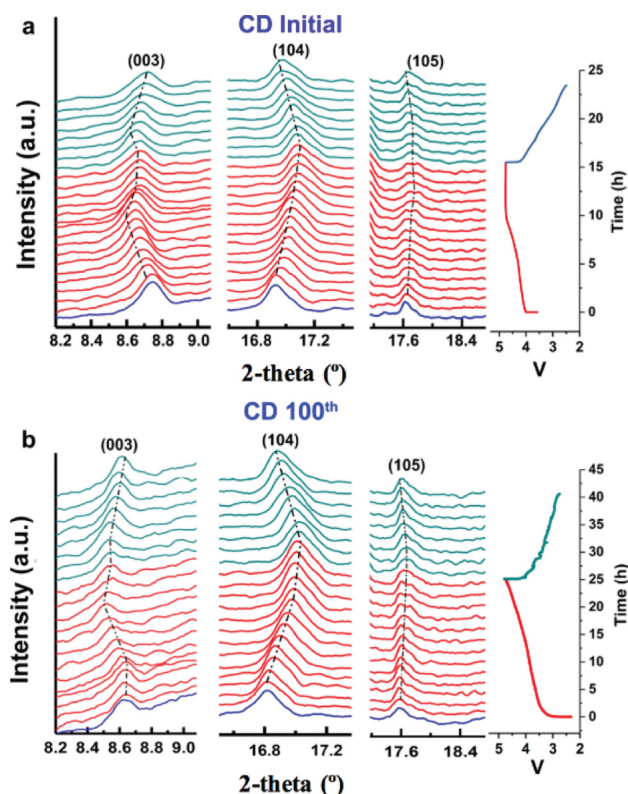 a
CD Initial
(003)
(104)
(105)
Intensity (a.u.)
25
20
15
10
5
0
Time (h)
8.2 8.4 8.6 8.8 9.0
16.8 17.2
17.6 18.4
5 4 3 2
2-theta (º)
V
CD 100th
b
(003)
(104)
(105)
Intensity (a.u.)
45
40
35
30
25
20
15
10
5
0
Time (h)
8.2 8.4 8.6 8.8 9.0
16.8 17.2
17.6 18.4
5 4 3 2
2-theta (º)
V